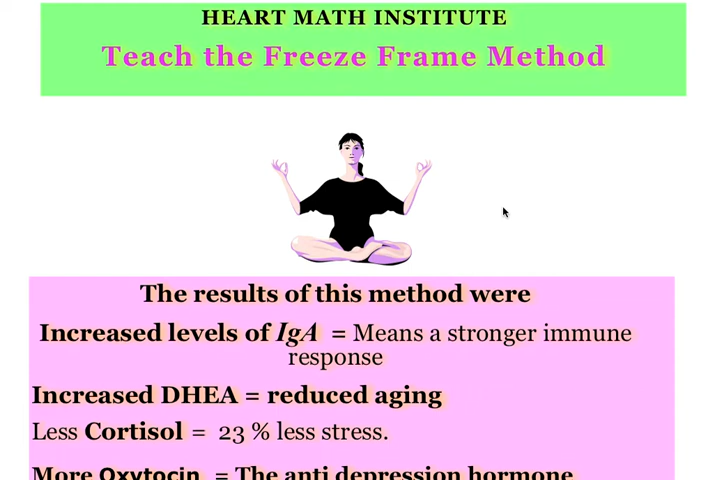 HEART MATH INSTITUTE
Teach the Freeze Frame Method
The results of this method were
Increased levels of IgA = Means a stronger immune
response
Increased DHEA = reduced aging
Less Cortisol = 23 % less stress.
More Oxytocin = The anti depression hormone